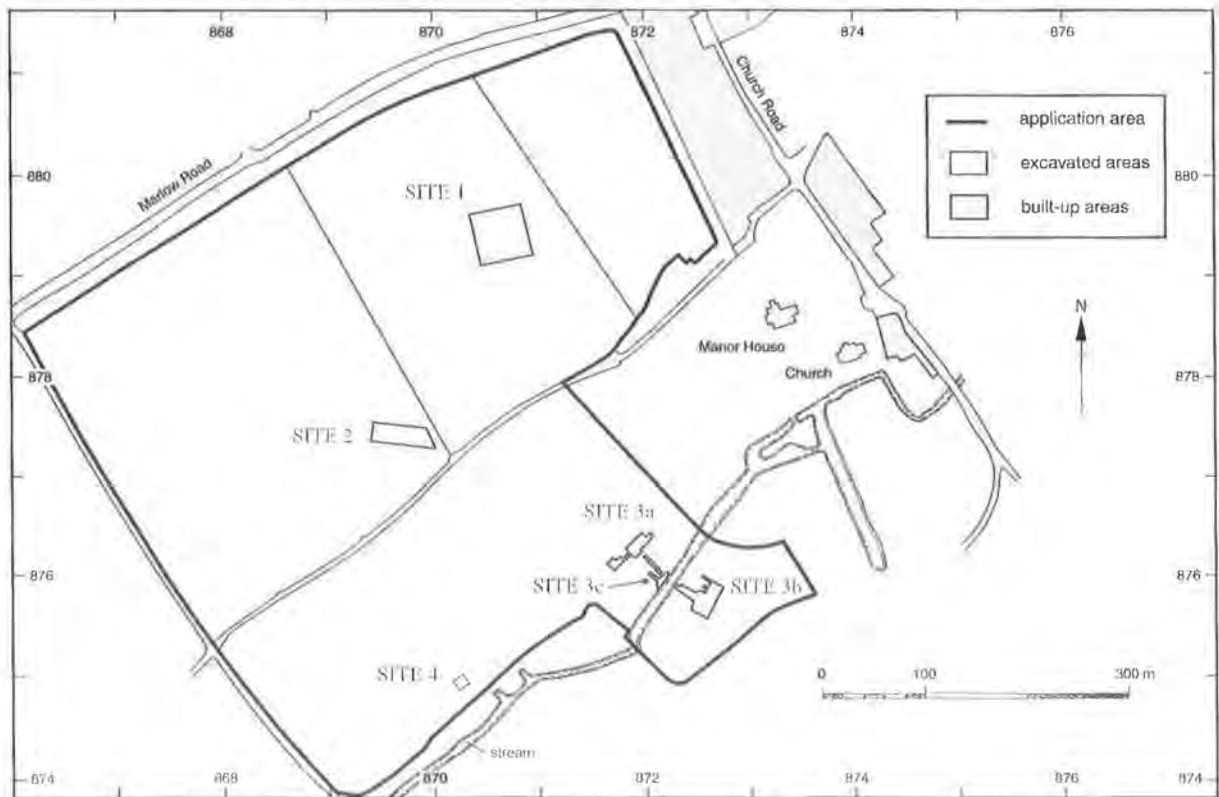 868
870
872
874
876
Church Road
Marlow Road
application area
excavated areas
built-up areas
880
880
SITE 1
N
Manor House
Church
878
878
SITE 2
SITE 3a
876
876
SITE 3c
SITE 3b
SITE 4
0 100 300 m
stream
874
868
870
872
876
874